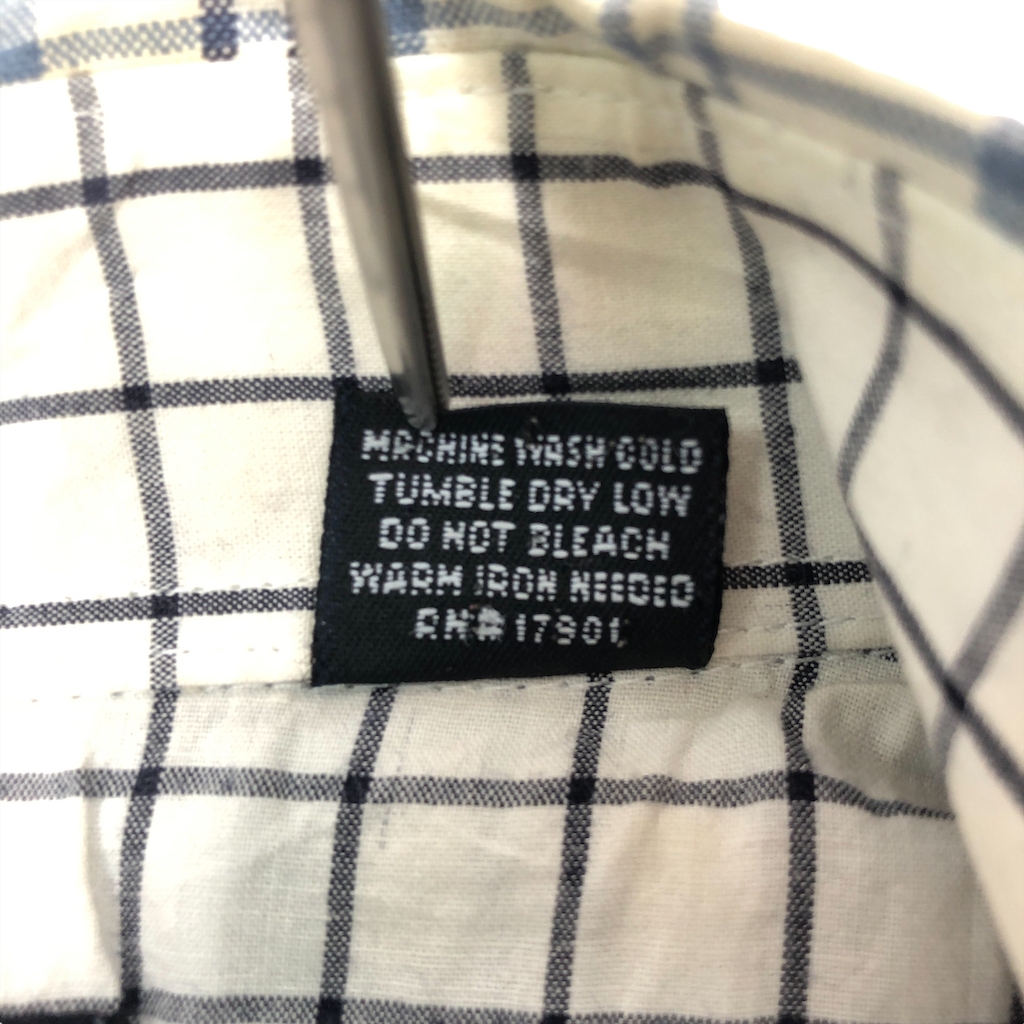 MACHINE WASH COLD
TUMBLE DRY LOW
DO NOT BLEACH
WARM IRON NEEDED
RN# 17901